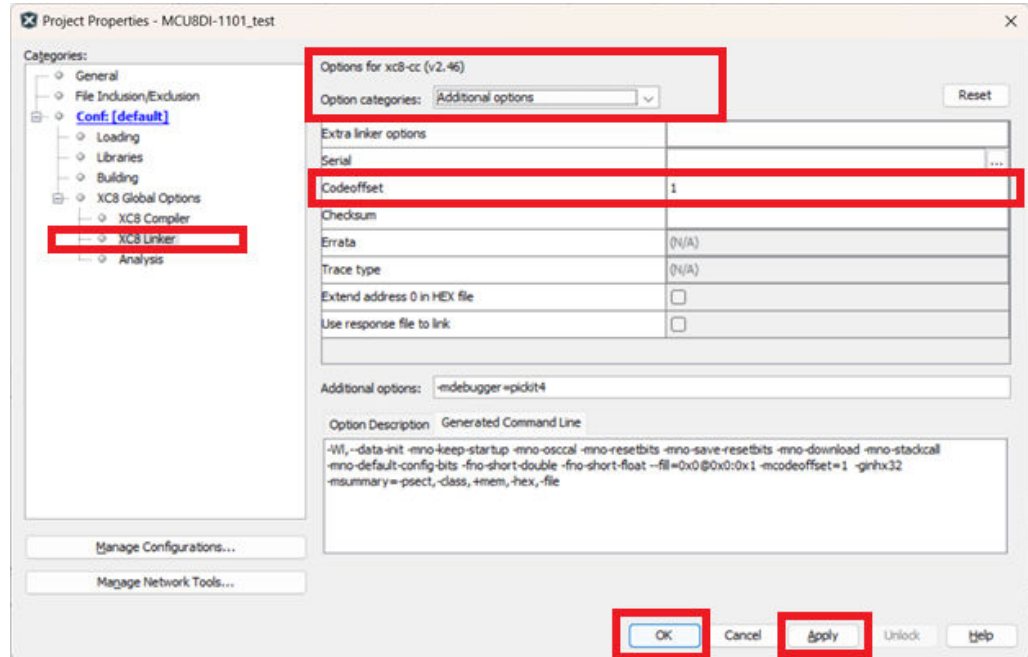 Project Properties - MCU8DI-1101_test
Categories:
General
File Inclusion/Exclusion
Conf: [default]
Loading
Libraries
Building
XC8 Global Options
XC8 Compiler
XC8 Linker
Analysis
Manage Configurations...
Manage Network Tools...
Options for xc8-cc (v2.46)
Option categories: Additional options
Reset
Extra linker options
Serial ...
Codeoffset 1
Checksum
Errata (N/A)
Trace type (N/A)
Extend address 0 in HEX file
Use response file to link
Additional options: -mdebugger=pickit4
Option Description Generated Command Line
-Wl,--data-init -mno-keep-startup -mno-osccal -mno-resetbits -mno-save-resetbits -mno-download -mno-stackcall
-mno-default-config-bits -fno-short-double -fno-short-float --fill=0x0@0x0:0x1 -mcodeoffset=1 -ginhx32
-msummary=-psect,-class,+mem,-hex,-file
OK Cancel Apply Unlock Help